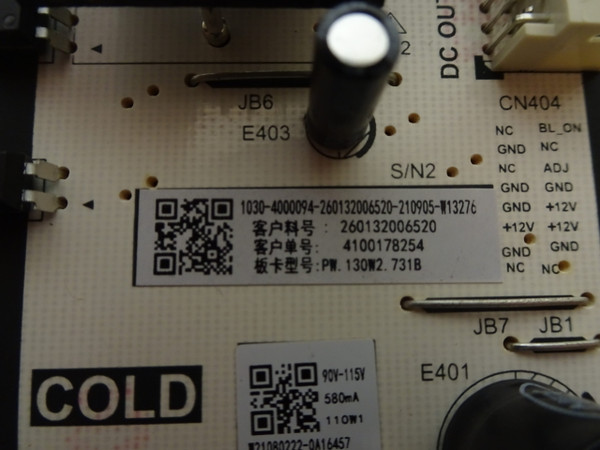 DC OUT
JB6
E403
S/N2
CN404
NC BL_ON
GND NC
NC ADJ
GND GND
GND +12V
+12V +12V
GND GND
NC NC
1030-4000094-260132006520-210905-W13276
客户料号: 260132006520
客户单号: 4100178254
板卡型号:PW.130W2.731B
JB7 JB1
E401
COLD
90V-115V
580mA
110W1
W21080222-0A16457